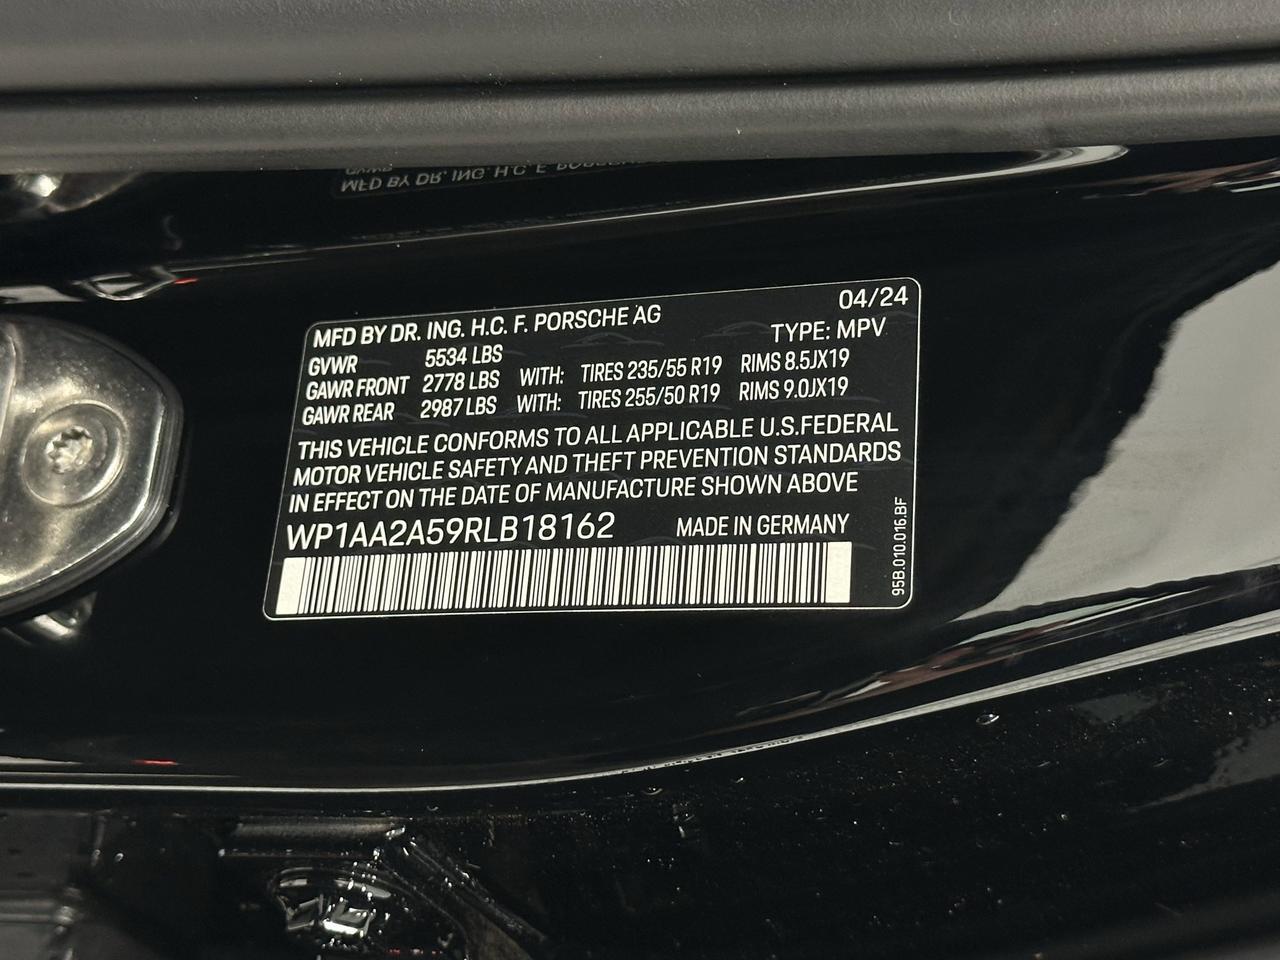 04/24
MFD BY DR. ING. H.C. F. PORSCHE AG
TYPE: MPV
GVWR 5534 LBS
GAWR FRONT 2778 LBS WITH: TIRES 235/55 R19 RIMS 8.5JX19
GAWR REAR 2987 LBS WITH: TIRES 255/50 R19 RIMS 9.0JX19
THIS VEHICLE CONFORMS TO ALL APPLICABLE U.S.FEDERAL
MOTOR VEHICLE SAFETY AND THEFT PREVENTION STANDARDS
IN EFFECT ON THE DATE OF MANUFACTURE SHOWN ABOVE
WP1AA2A59RLB18162 MADE IN GERMANY
95B.010.016.BF